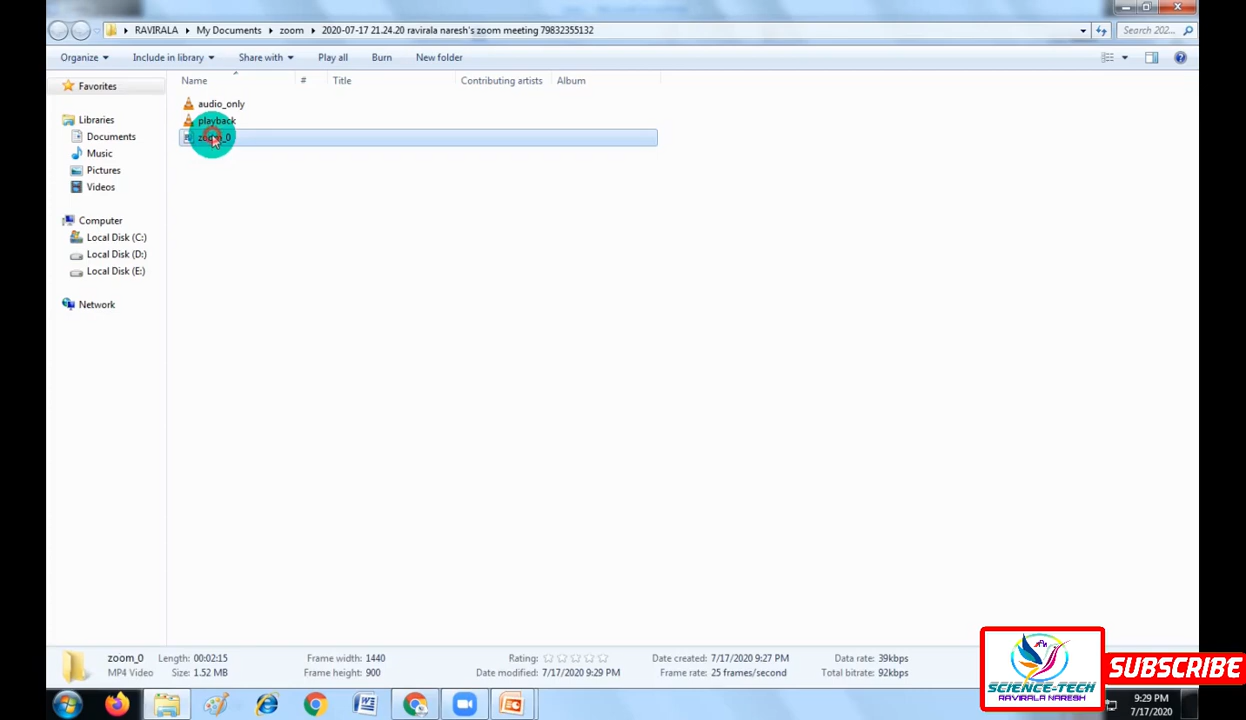 RAVIRALA ▸ My Documents ▸ zoom ▸ 2020-07-17 21.24.20 ravirala naresh's zoom meeting 79832355132
Search 202...
Organize Include in library Share with Play all Burn New folder
Name # Title Contributing artists Album
Favorites
Libraries
Documents
Music
Pictures
Videos
Computer
Local Disk (C:)
Local Disk (D:)
Local Disk (E:)
Network
audio_only
playback
zoom_0
zoom_0 Length: 00:02:15 Frame width: 1440 Rating: Date created: 7/17/2020 9:27 PM Data rate: 39kbps
MP4 Video Size: 1.52 MB Frame height: 900 Date modified: 7/17/2020 9:29 PM Frame rate: 25 frames/second Total bitrate: 92kbps
SCIENCE-TECH
RAVIRALA NARESH
SUBSCRIBE
9:29 PM
7/17/2020